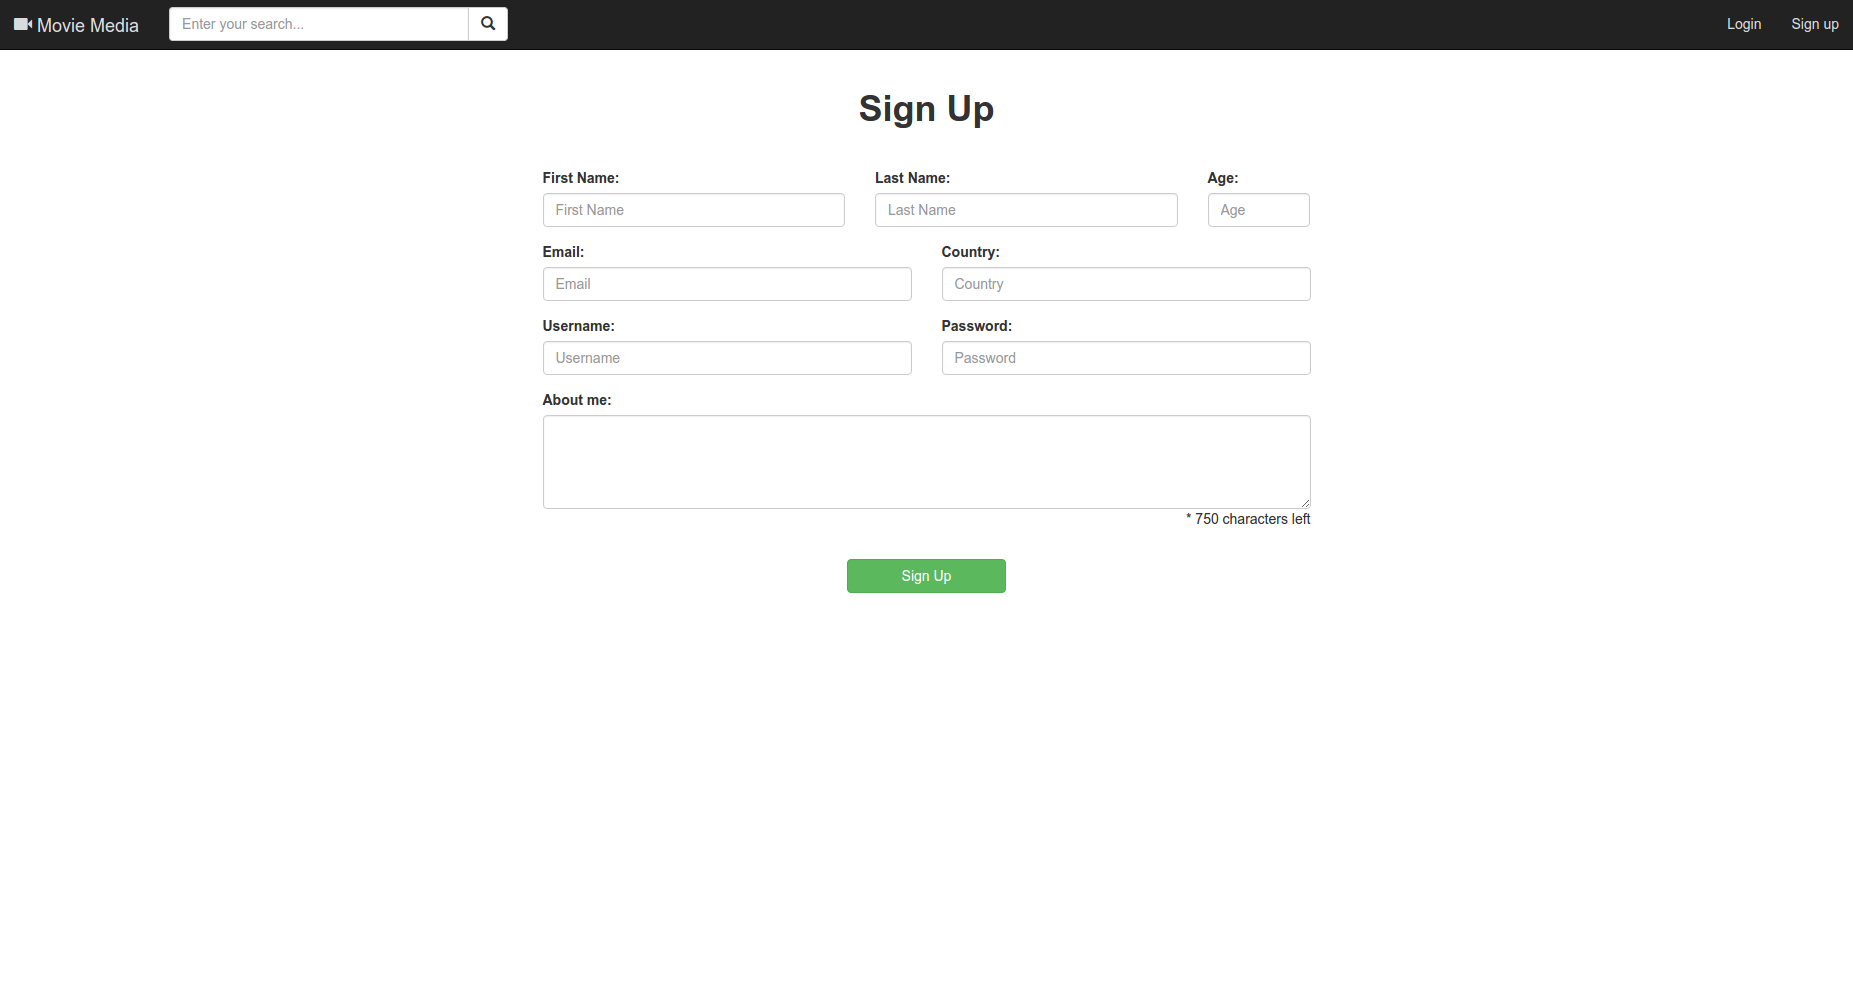 Movie Media Enter your search... Login Sign up
Sign Up
First Name: Last Name: Age:
First Name Last Name Age
Email: Country:
Email Country
Username: Password:
Username Password
About me:
* 750 characters left
Sign Up